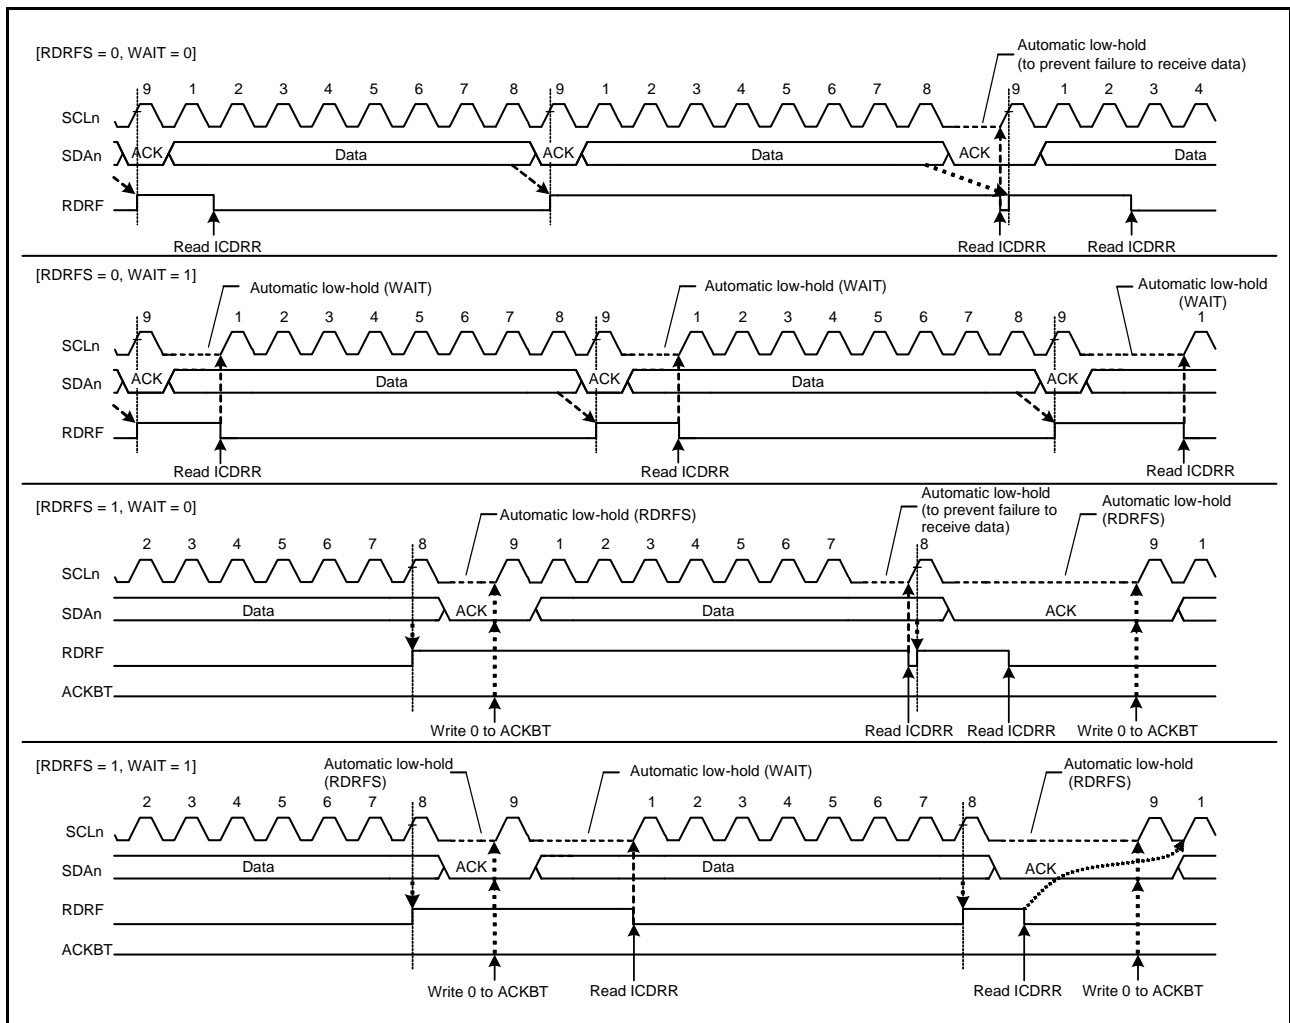 [RDRFS = 0, WAIT = 0]
Automatic low-hold
(to prevent failure to receive data)
9 1 2 3 4 5 6 7 8 9 1 2 3 4 5 6 7 8 9 1 2 3 4
SCLn
SDAn ACK Data ACK Data ACK Data
RDRF
Read ICDRR Read ICDRR Read ICDRR
[RDRFS = 0, WAIT = 1]
Automatic low-hold (WAIT) Automatic low-hold (WAIT) Automatic low-hold
(WAIT)
9 1 2 3 4 5 6 7 8 9 1 2 3 4 5 6 7 8 9 1
SCLn
SDAn ACK Data ACK Data ACK
RDRF
Read ICDRR Read ICDRR Read ICDRR
[RDRFS = 1, WAIT = 0]
Automatic low-hold (RDRFS)
Automatic low-hold
(to prevent failure to
receive data)
Automatic low-hold
(RDRFS)
2 3 4 5 6 7 8 9 1 2 3 4 5 6 7 8 9 1
SCLn
SDAn Data ACK Data ACK
RDRF
ACKBT
Write 0 to ACKBT Read ICDRR Read ICDRR Write 0 to ACKBT
[RDRFS = 1, WAIT = 1]
Automatic low-hold
(RDRFS)
Automatic low-hold (WAIT)
Automatic low-hold
(RDRFS)
2 3 4 5 6 7 8 9 1 2 3 4 5 6 7 8 9 1
SCLn
SDAn Data ACK Data ACK
RDRF
ACKBT
Write 0 to ACKBT Read ICDRR Read ICDRR Write 0 to ACKBT